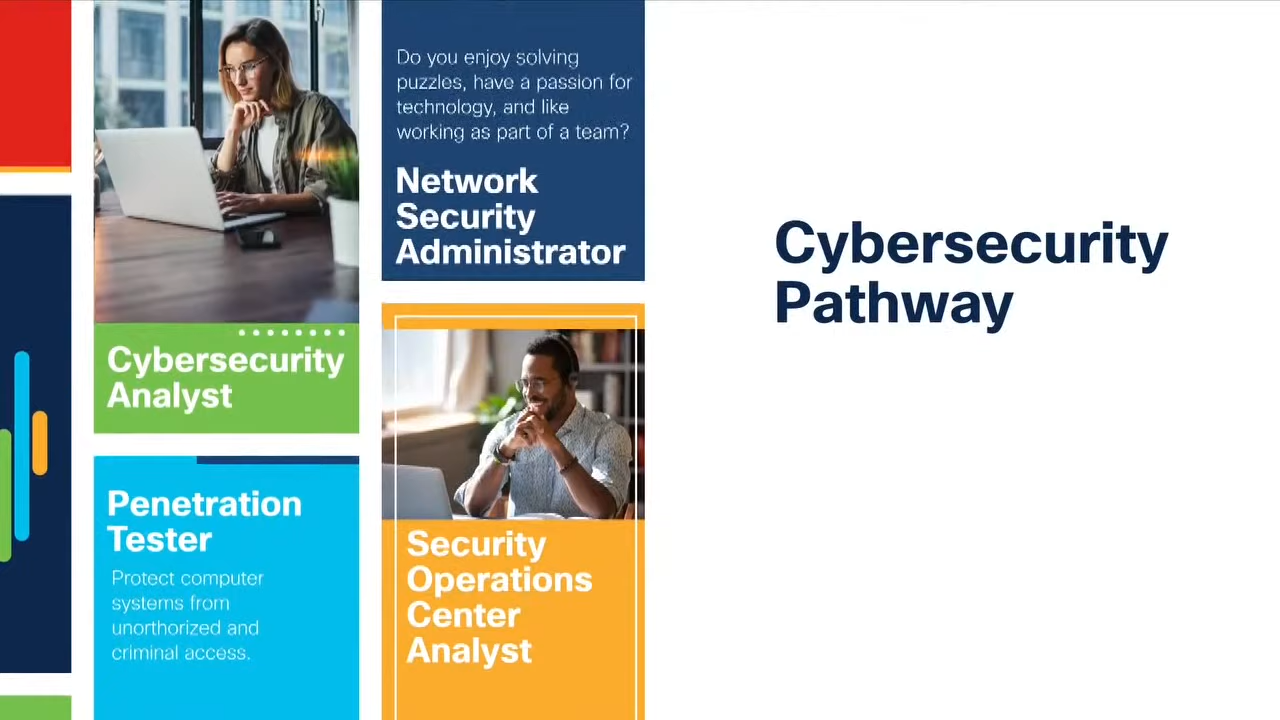 Cybersecurity
Analyst
Penetration
Tester
Protect computer
systems from
unorthorized and
criminal access.
Do you enjoy solving
puzzles, have a passion for
technology, and like
working as part of a team?
Network
Security
Administrator
Security
Operations
Center
Analyst
Cybersecurity
Pathway